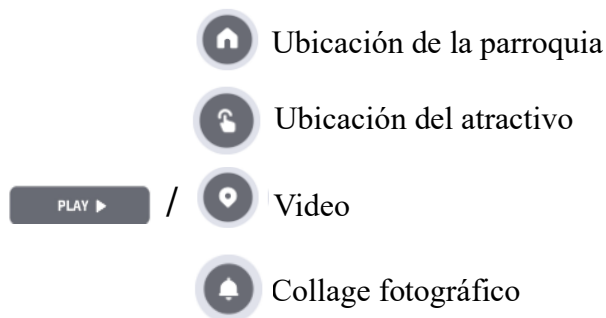 Ubicación de la parroquia
Ubicación del atractivo
PLAY / Video
Collage fotográfico